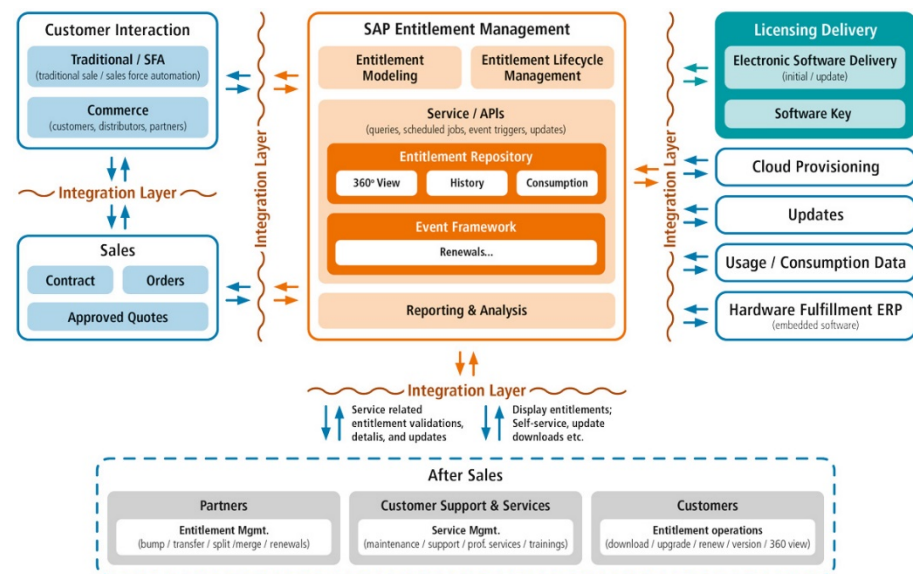 Customer Interaction
Traditional / SFA
(traditional sale / sales force automation)
Commerce
(customers, distributors, partners)
Integration Layer
Sales
Contract
Orders
Approved Quotes
Integration Layer
SAP Entitlement Management
Entitlement
Modeling
Entitlement Lifecycle
Management
Service / APIs
(queries, scheduled jobs, event triggers, updates)
Entitlement Repository
360º View
History
Consumption
Event Framework
Renewals...
Reporting & Analysis
Integration Layer
Licensing Delivery
Electronic Software Delivery
(initial / update)
Software Key
Cloud Provisioning
Updates
Usage / Consumption Data
Hardware Fulfillment ERP
(embedded software)
Integration Layer
Service related
entitlement validations,
detalis, and updates
Display entitlements;
Self-service, update
downloads etc.
After Sales
Partners
Entitlement Mgmt.
(bump / transfer / split /merge / renewals)
Customer Support & Services
Service Mgmt.
(maintenance / support / prof. services / trainings)
Customers
Entitlement operations
(download / upgrade / renew / version / 360 view)